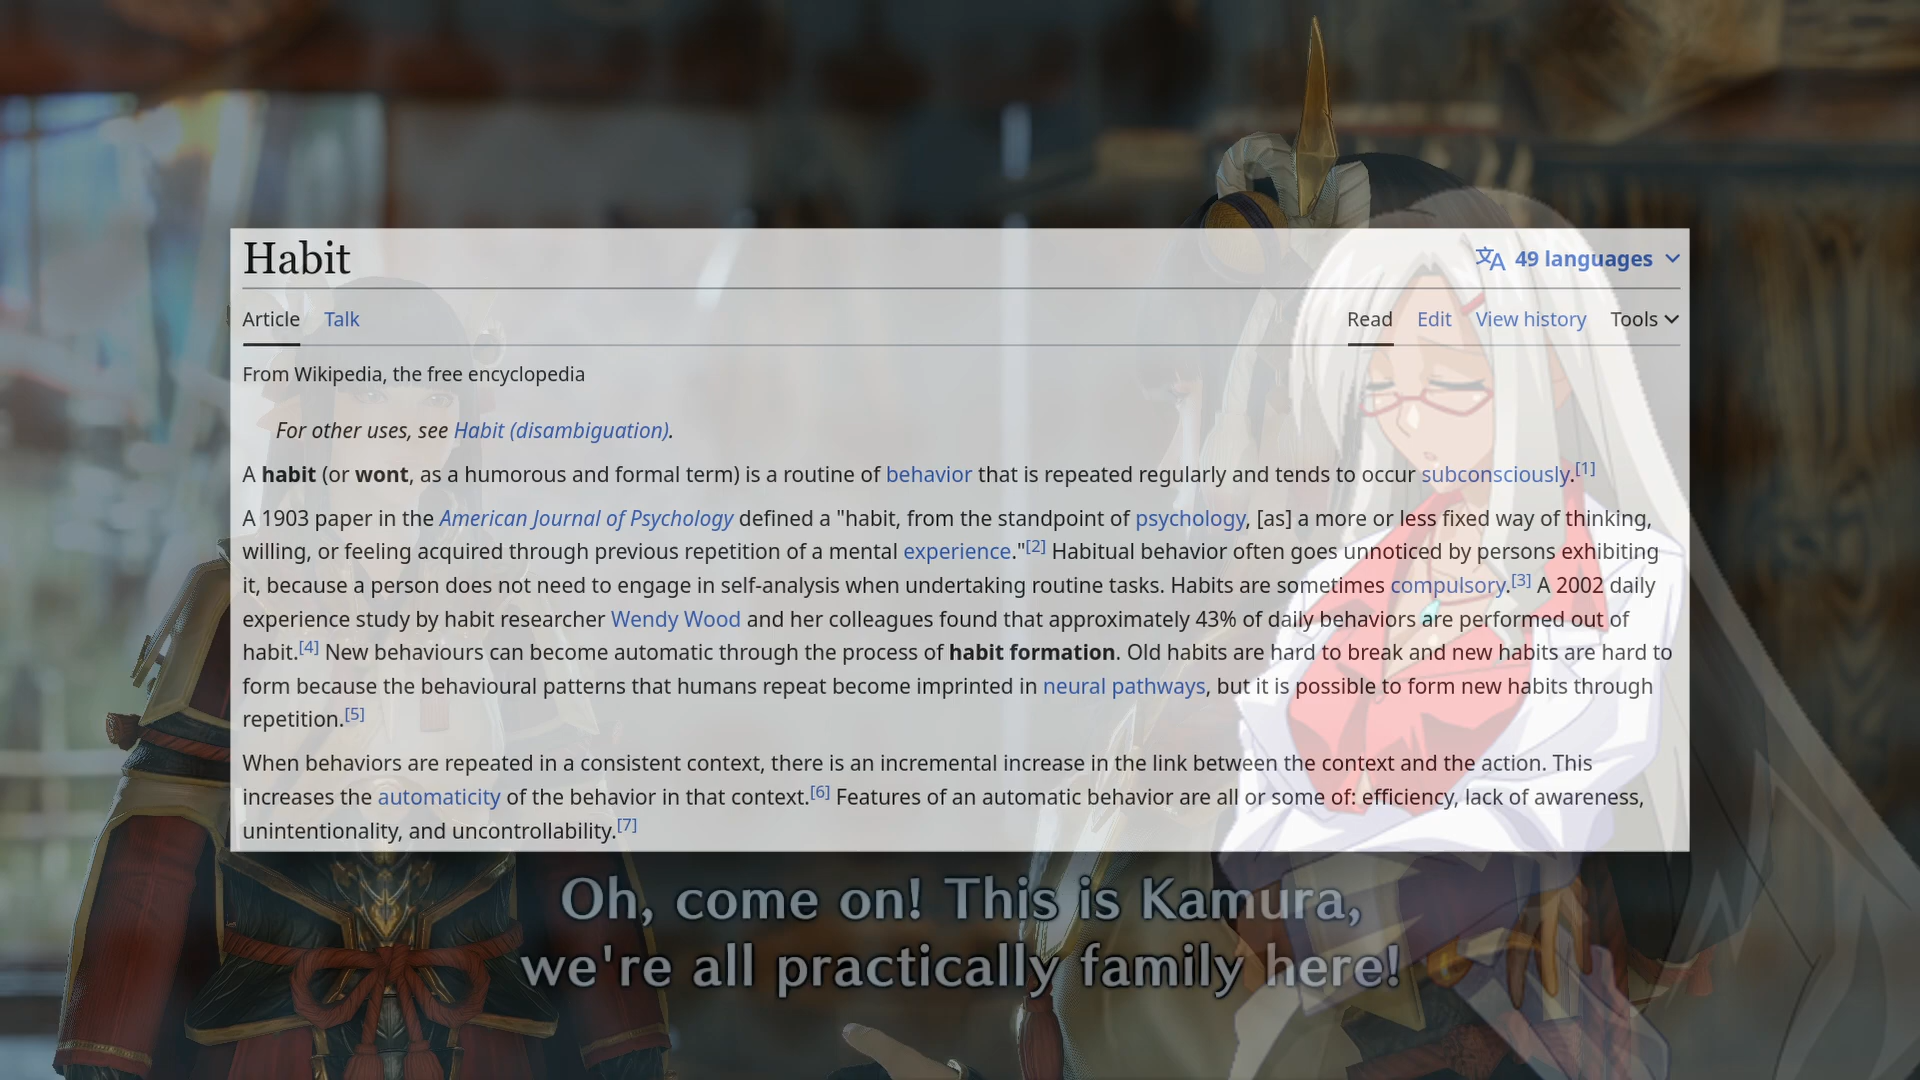 Habit
49 languages
Article Talk Read Edit View history Tools
From Wikipedia, the free encyclopedia
For other uses, see Habit (disambiguation).
A habit (or wont, as a humorous and formal term) is a routine of behavior that is repeated regularly and tends to occur subconsciously.[1]
A 1903 paper in the American Journal of Psychology defined a "habit, from the standpoint of psychology, [as] a more or less fixed way of thinking,
willing, or feeling acquired through previous repetition of a mental experience."[2] Habitual behavior often goes unnoticed by persons exhibiting
it, because a person does not need to engage in self-analysis when undertaking routine tasks. Habits are sometimes compulsory.[3] A 2002 daily
experience study by habit researcher Wendy Wood and her colleagues found that approximately 43% of daily behaviors are performed out of
habit.[4] New behaviours can become automatic through the process of habit formation. Old habits are hard to break and new habits are hard to
form because the behavioural patterns that humans repeat become imprinted in neural pathways, but it is possible to form new habits through
repetition.[5]
When behaviors are repeated in a consistent context, there is an incremental increase in the link between the context and the action. This
increases the automaticity of the behavior in that context.[6] Features of an automatic behavior are all or some of: efficiency, lack of awareness,
unintentionality, and uncontrollability.[7]
Oh, come on! This is Kamura,
we're all practically family here!